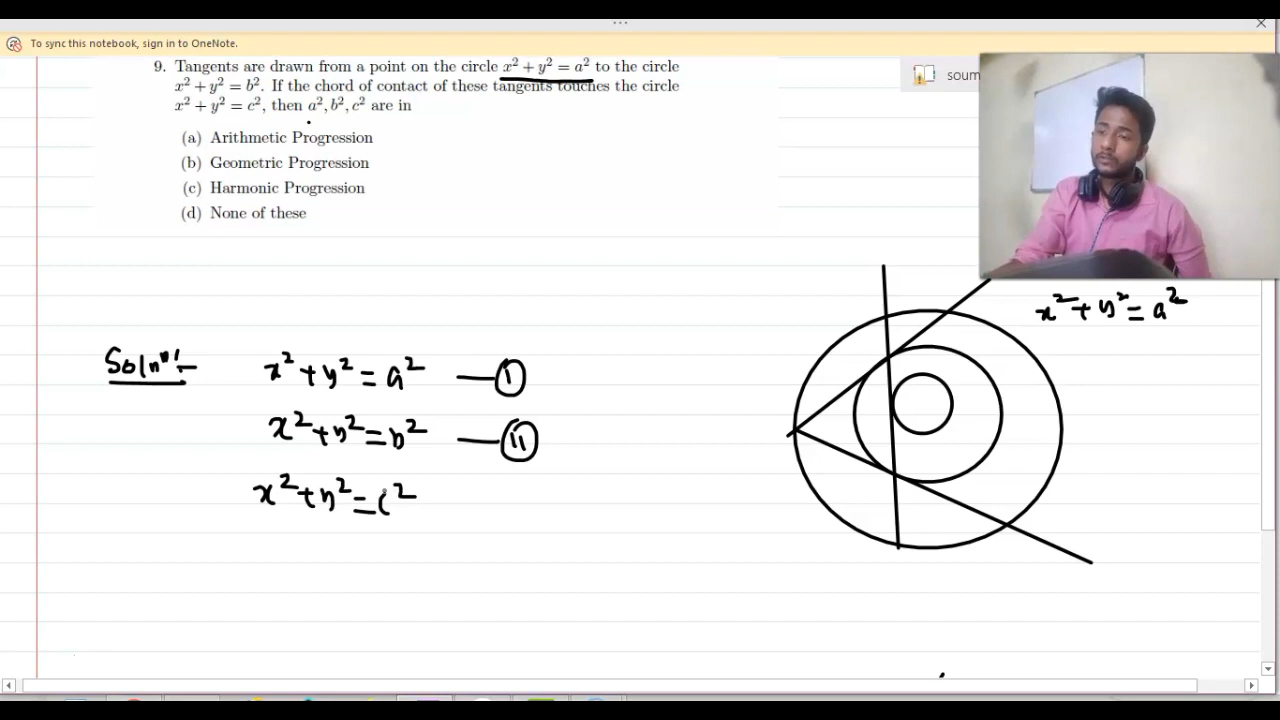 To sync this notebook, sign in to OneNote.
9. Tangents are drawn from a point on the circle x² + y² = a² to the circle
x² + y² = b². If the chord of contact of these tangents touches the circle
x² + y² = c², then a², b², c² are in
(a) Arithmetic Progression
(b) Geometric Progression
(c) Harmonic Progression
(d) None of these
soum
x² + y² = a²
Solnⁿ:-
x² + y² = a² — (i)
x² + y² = b² — (ii)
x² + y² = c²